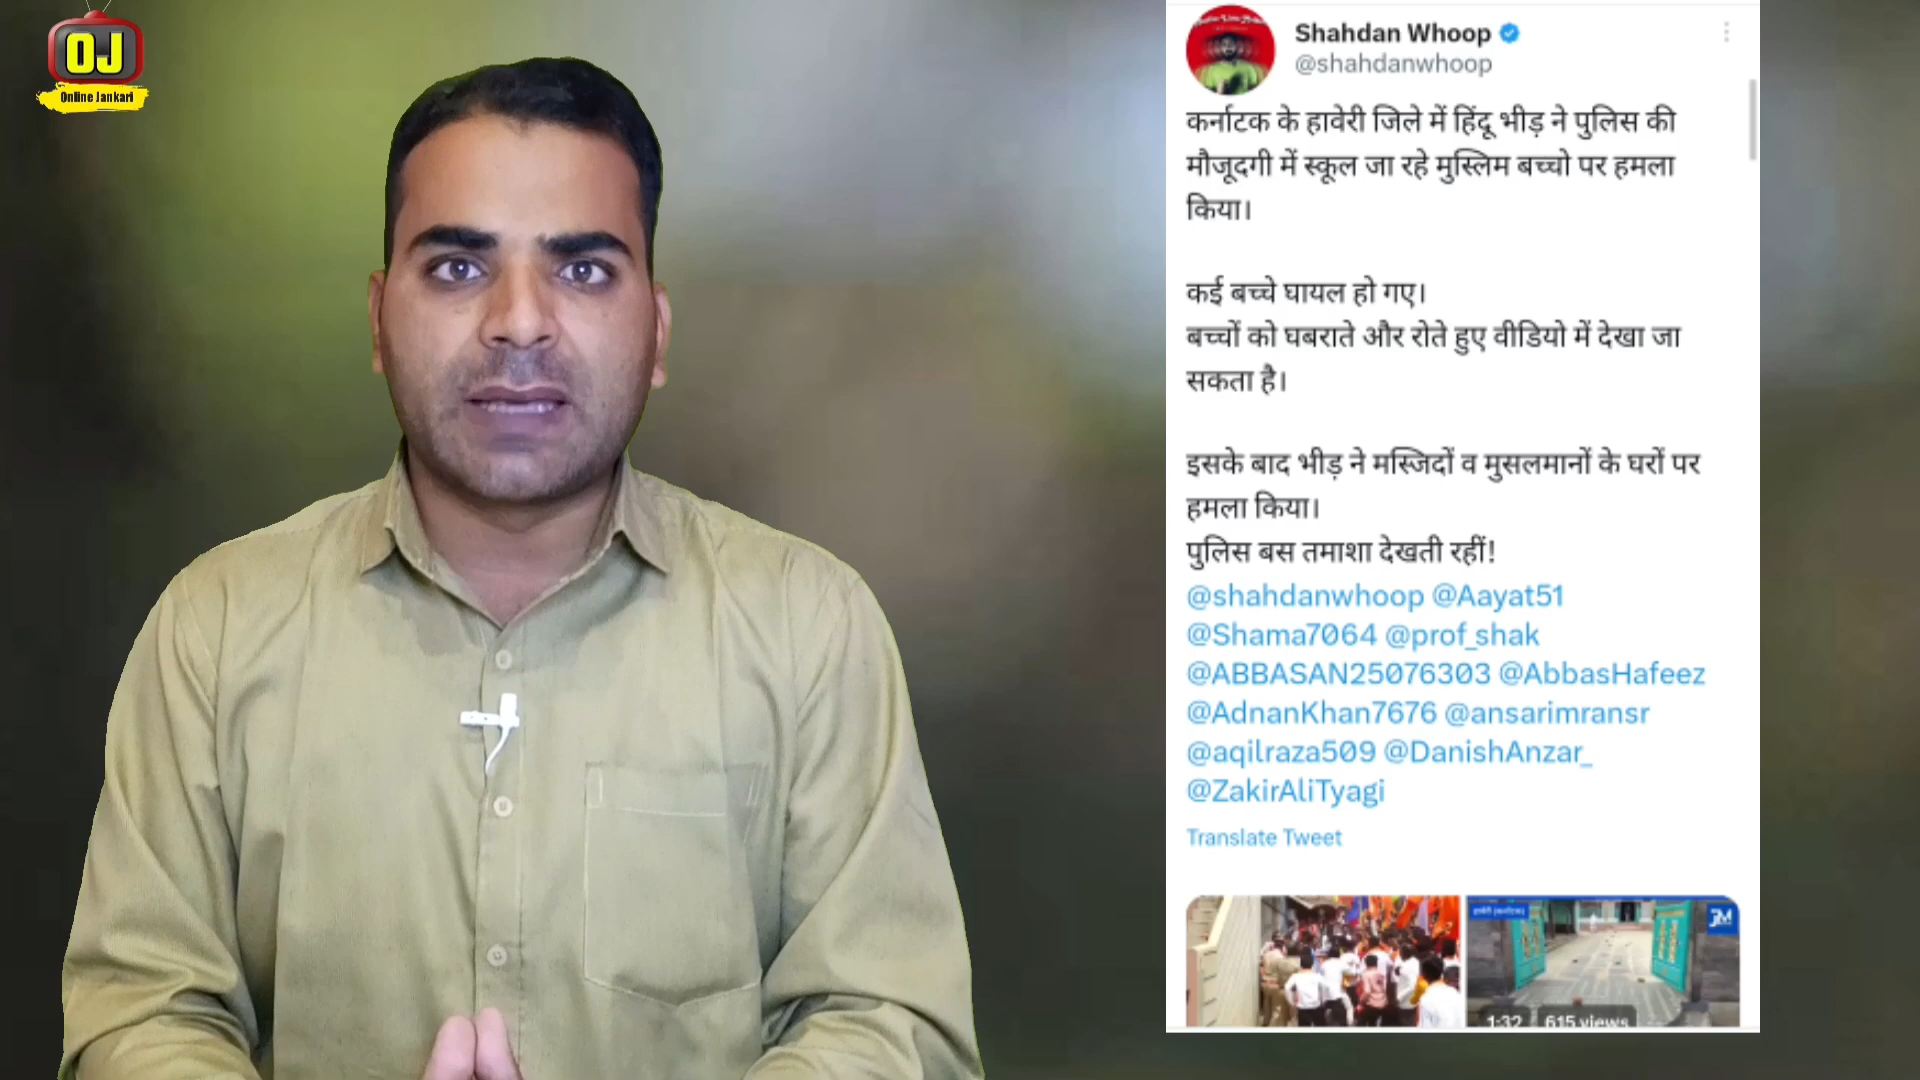 OJ
Online Jankari
Shahdan Whoop
@shahdanwhoop
कर्नाटक के हावेरी जिले में हिंदू भीड़ ने पुलिस की
मौजूदगी में स्कूल जा रहे मुस्लिम बच्चो पर हमला
किया।
कई बच्चे घायल हो गए।
बच्चों को घबराते और रोते हुए वीडियो में देखा जा
सकता है।
इसके बाद भीड़ ने मस्जिदों व मुसलमानों के घरों पर
हमला किया।
पुलिस बस तमाशा देखती रहीं!
@shahdanwhoop @Aayat51
@Shama7064 @prof_shak
@ABBASAN25076303 @AbbasHafeez
@AdnanKhan7676 @ansarimransr
@aqilraza509 @DanishAnzar_
@ZakirAliTyagi
Translate Tweet
JM
1:32 615 views